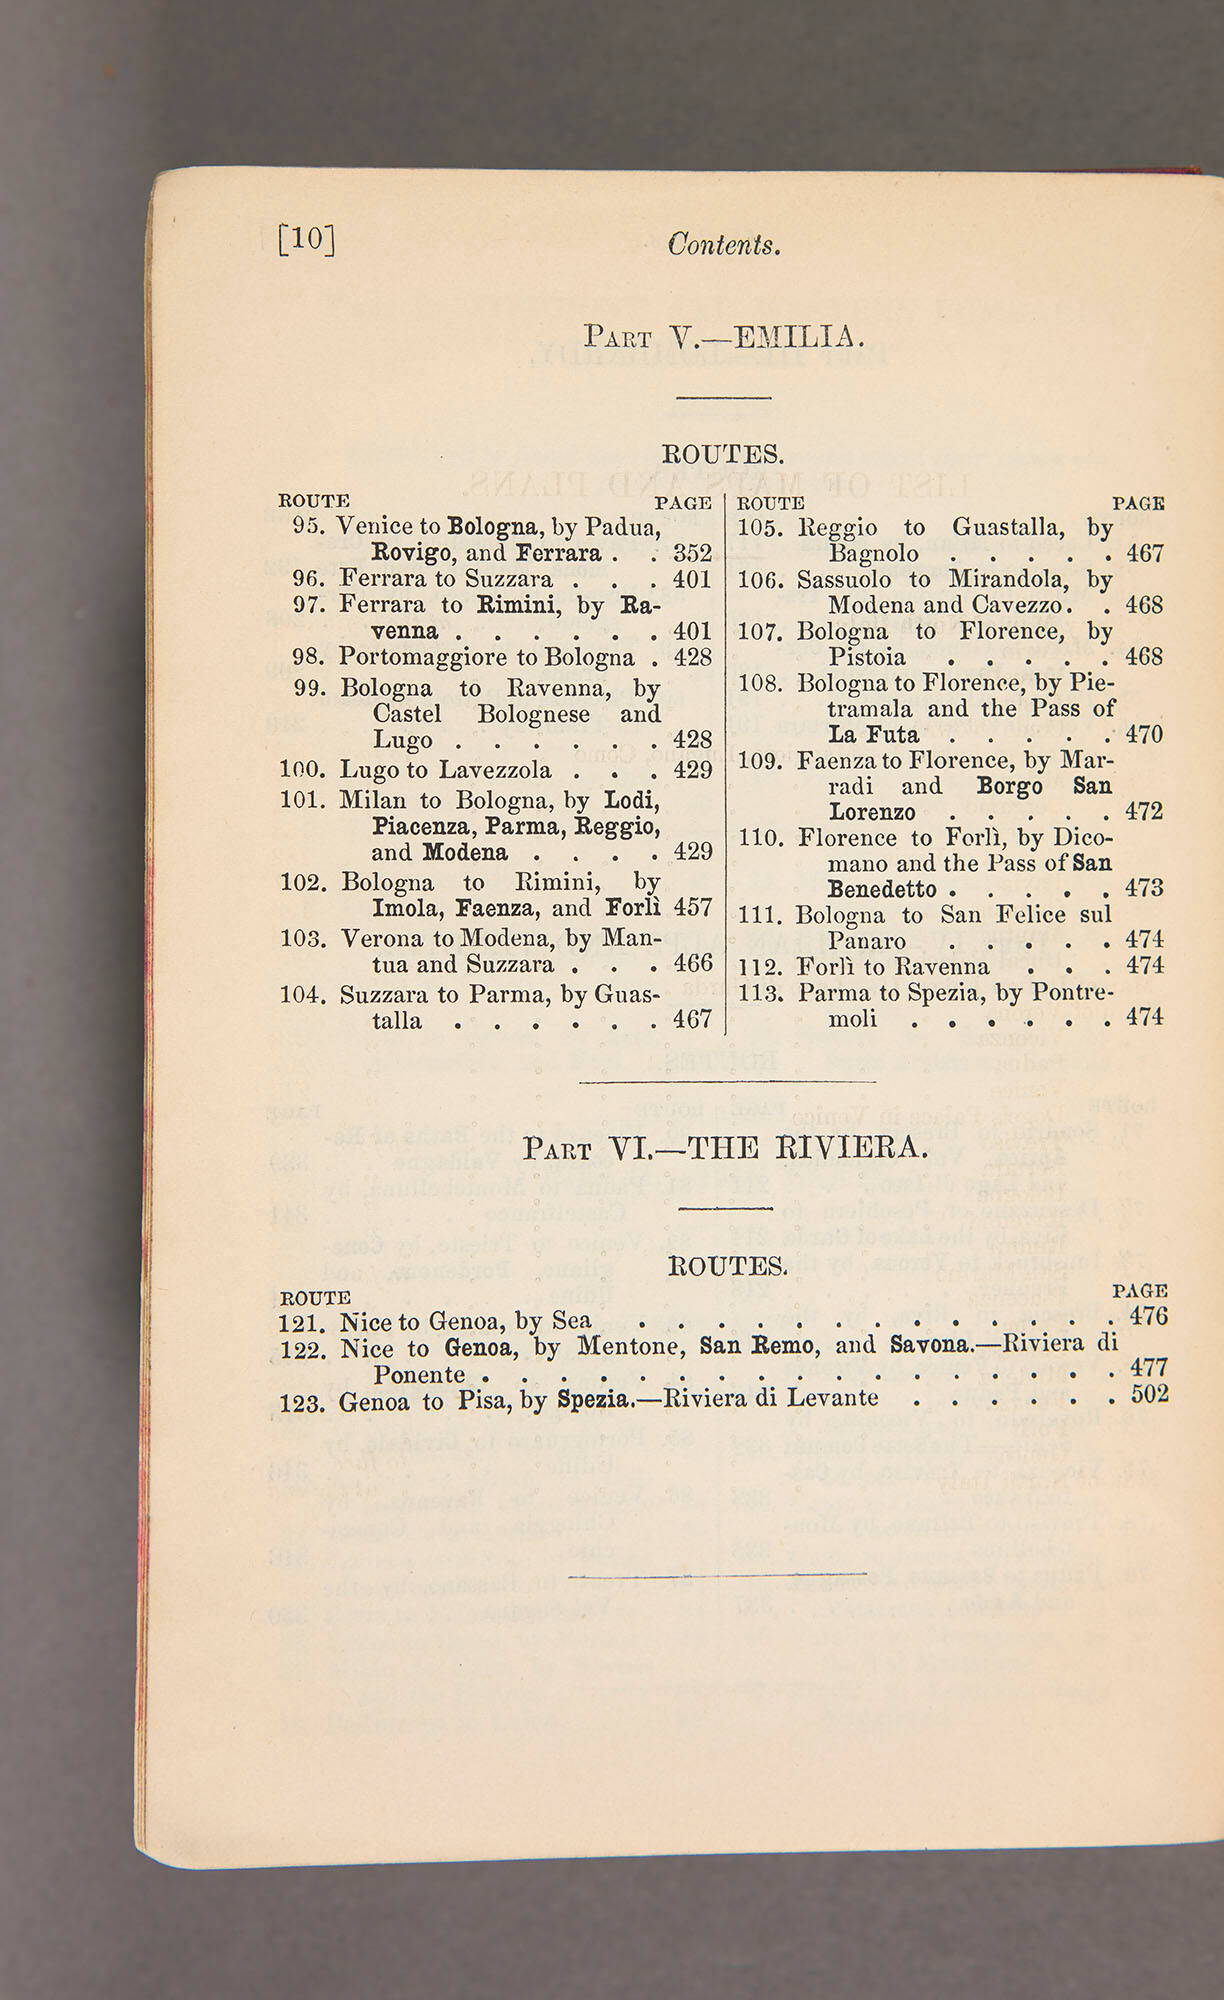 [10]
Contents.
PART V.—EMILIA.
ROUTES.
ROUTE PAGE
95. Venice to Bologna, by Padua,
Rovigo, and Ferrara . . 352
96. Ferrara to Suzzara . . . 401
97. Ferrara to Rimini, by Ra-
venna . . . . . . 401
98. Portomaggiore to Bologna . 428
99. Bologna to Ravenna, by
Castel Bolognese and
Lugo . . . . . . 428
100. Lugo to Lavezzola . . . 429
101. Milan to Bologna, by Lodi,
Piacenza, Parma, Reggio,
and Modena . . . . 429
102. Bologna to Rimini, by
Imola, Faenza, and Forlì 457
103. Verona to Modena, by Man-
tua and Suzzara . . . 466
104. Suzzara to Parma, by Guas-
talla . . . . . . 467
ROUTE PAGE
105. Reggio to Guastalla, by
Bagnolo . . . . . 467
106. Sassuolo to Mirandola, by
Modena and Cavezzo. . 468
107. Bologna to Florence, by
Pistoia . . . . . 468
108. Bologna to Florence, by Pie-
tramala and the Pass of
La Futa . . . . . 470
109. Faenza to Florence, by Mar-
radi and Borgo San
Lorenzo . . . . . 472
110. Florence to Forlì, by Dico-
mano and the Pass of San
Benedetto . . . . . 473
111. Bologna to San Felice sul
Panaro . . . . . 474
112. Forlì to Ravenna . . . 474
113. Parma to Spezia, by Pontre-
moli . . . . . . 474
PART VI.—THE RIVIERA.
ROUTES.
ROUTE PAGE
121. Nice to Genoa, by Sea . . . . . . . . . . . . . 476
122. Nice to Genoa, by Mentone, San Remo, and Savona.—Riviera di
Ponente . . . . . . . . . . . . . . . . . 477
123. Genoa to Pisa, by Spezia.—Riviera di Levante . . . . . . 502